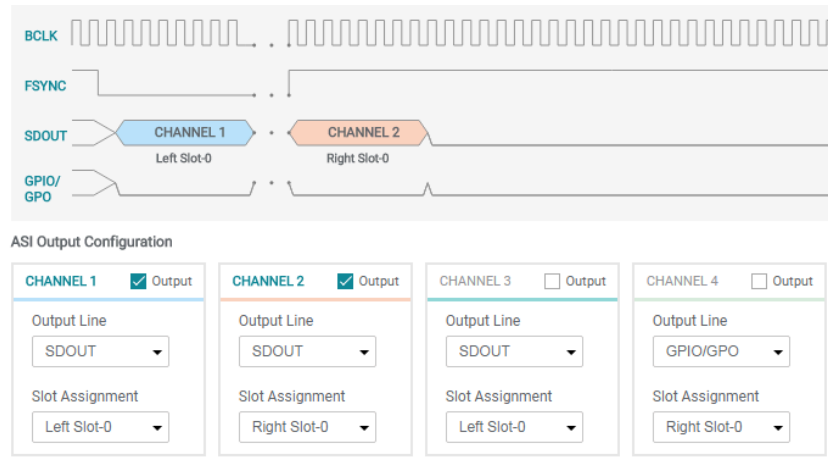 BCLK
FSYNC
SDOUT CHANNEL 1 CHANNEL 2
Left Slot-0 Right Slot-0
GPIO/
GPO
ASI Output Configuration
CHANNEL 1 Output CHANNEL 2 Output CHANNEL 3 Output CHANNEL 4 Output
Output Line Output Line Output Line Output Line
SDOUT SDOUT SDOUT GPIO/GPO
Slot Assignment Slot Assignment Slot Assignment Slot Assignment
Left Slot-0 Right Slot-0 Left Slot-0 Right Slot-0